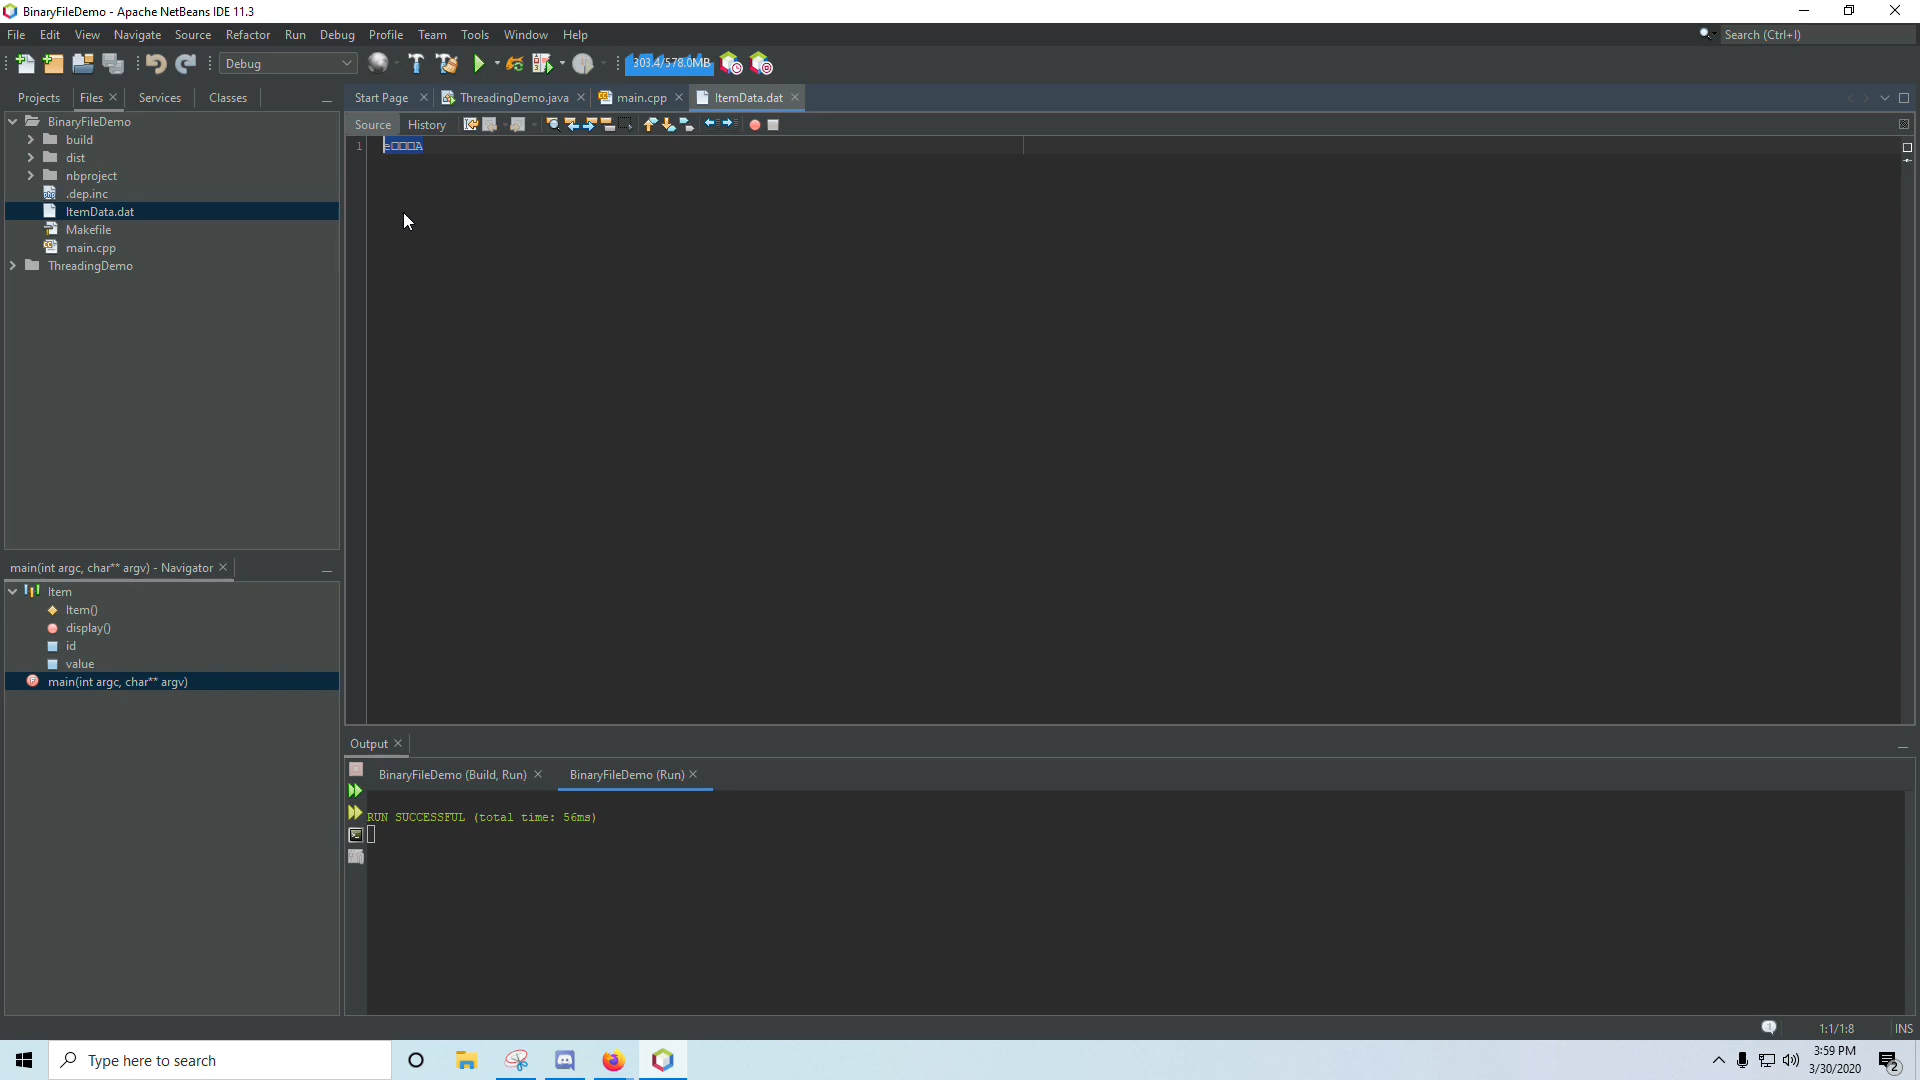 BinaryFileDemo - Apache NetBeans IDE 11.3
File Edit View Navigate Source Refactor Run Debug Profile Team Tools Window Help
Search (Ctrl+I)
Debug
303.4/578.0MB
Projects Files Services Classes
Start Page ThreadingDemo.java main.cpp ItemData.dat
Source History
BinaryFileDemo
build
dist
nbproject
.dep.inc
ItemData.dat
Makefile
main.cpp
ThreadingDemo
1 e□□□A
main(int argc, char** argv) - Navigator
Item
Item()
display()
id
value
main(int argc, char** argv)
Output
BinaryFileDemo (Build, Run) BinaryFileDemo (Run)
RUN SUCCESSFUL (total time: 56ms)
1:1/1:8 INS
Type here to search
3:59 PM
3/30/2020
2